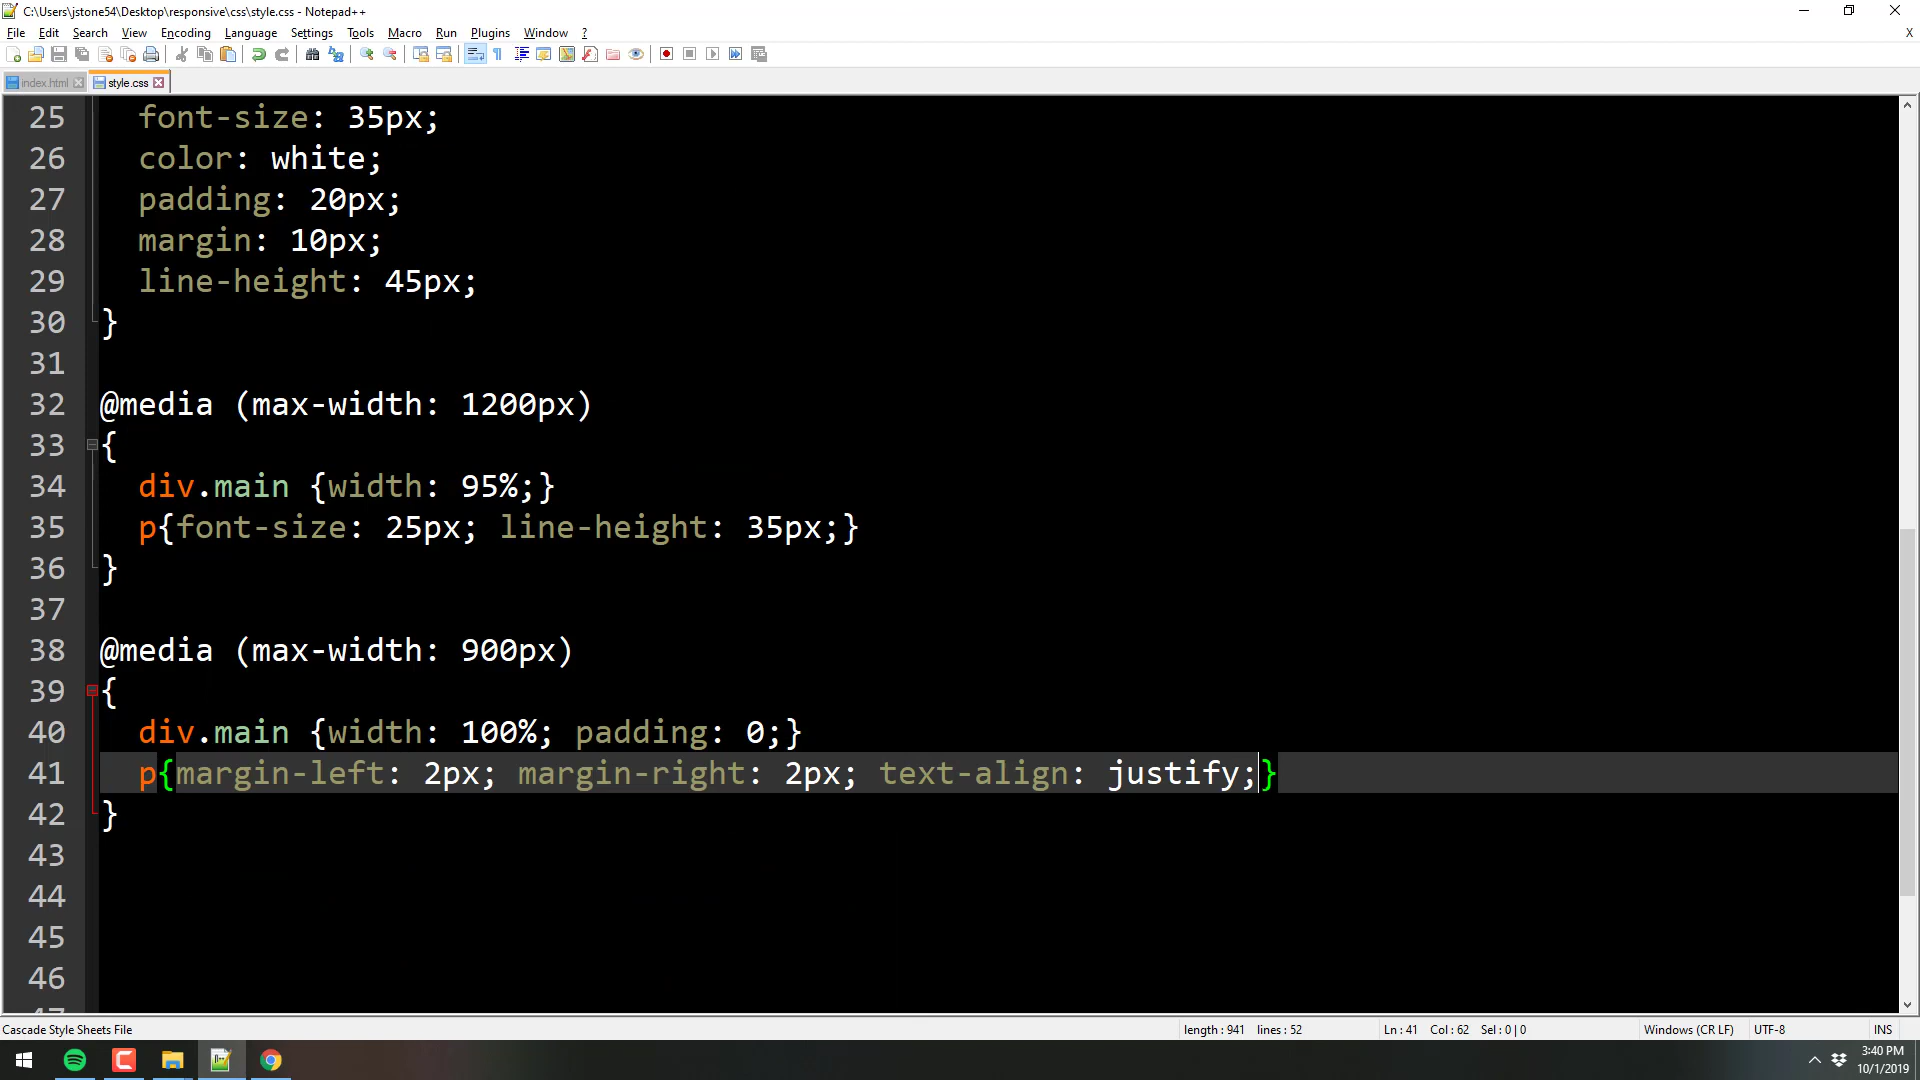 C:\Users\jstone54\Desktop\responsive\css\style.css - Notepad++
File Edit Search View Encoding Language Settings Tools Macro Run Plugins Window ? X
index.html style.css
25 font-size: 35px;
26 color: white;
27 padding: 20px;
28 margin: 10px;
29 line-height: 45px;
30 }
31
32 @media (max-width: 1200px)
33 {
34 div.main {width: 95%;}
35 p{font-size: 25px; line-height: 35px;}
36 }
37
38 @media (max-width: 900px)
39 {
40 div.main {width: 100%; padding: 0;}
41 p{margin-left: 2px; margin-right: 2px; text-align: justify;}
42 }
43
44
45
46
Cascade Style Sheets File length : 941 lines : 52 Ln : 41 Col : 62 Sel : 0 | 0 Windows (CR LF) UTF-8 INS
3:40 PM
10/1/2019